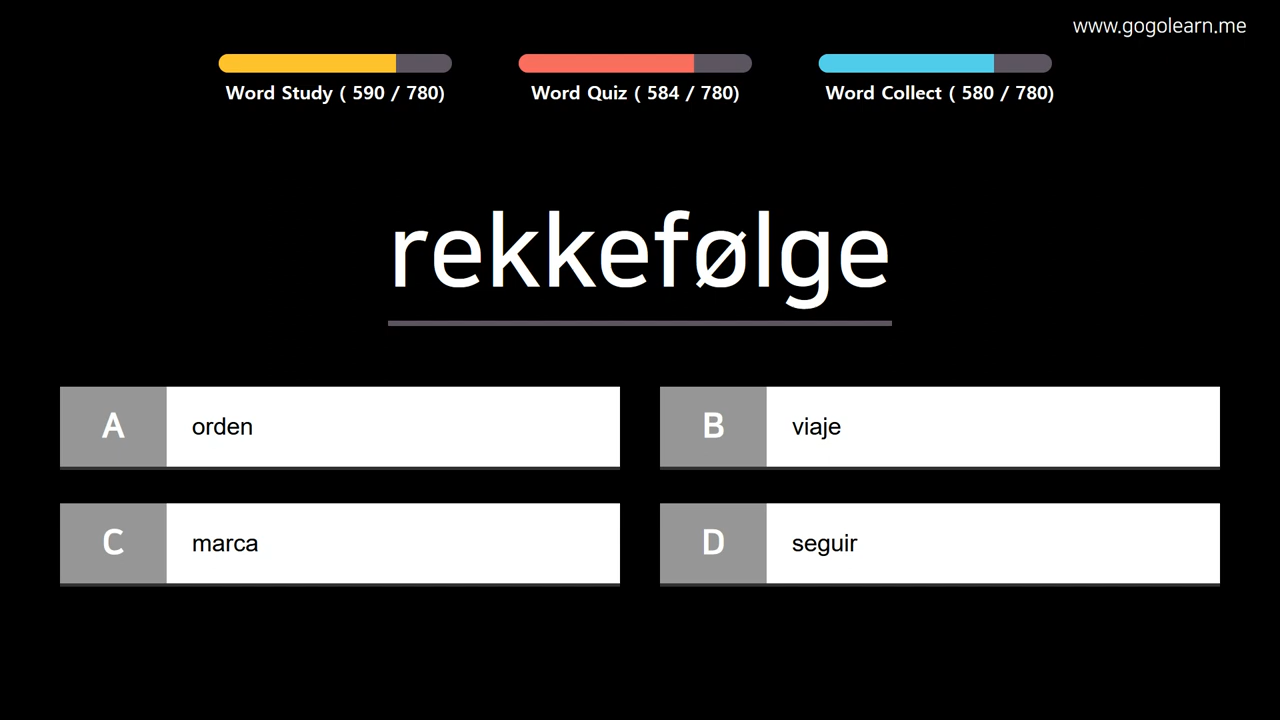 www.gogolearn.me
Word Study ( 590 / 780)
Word Quiz ( 584 / 780)
Word Collect ( 580 / 780)
rekkefølge
A orden
B viaje
C marca
D seguir